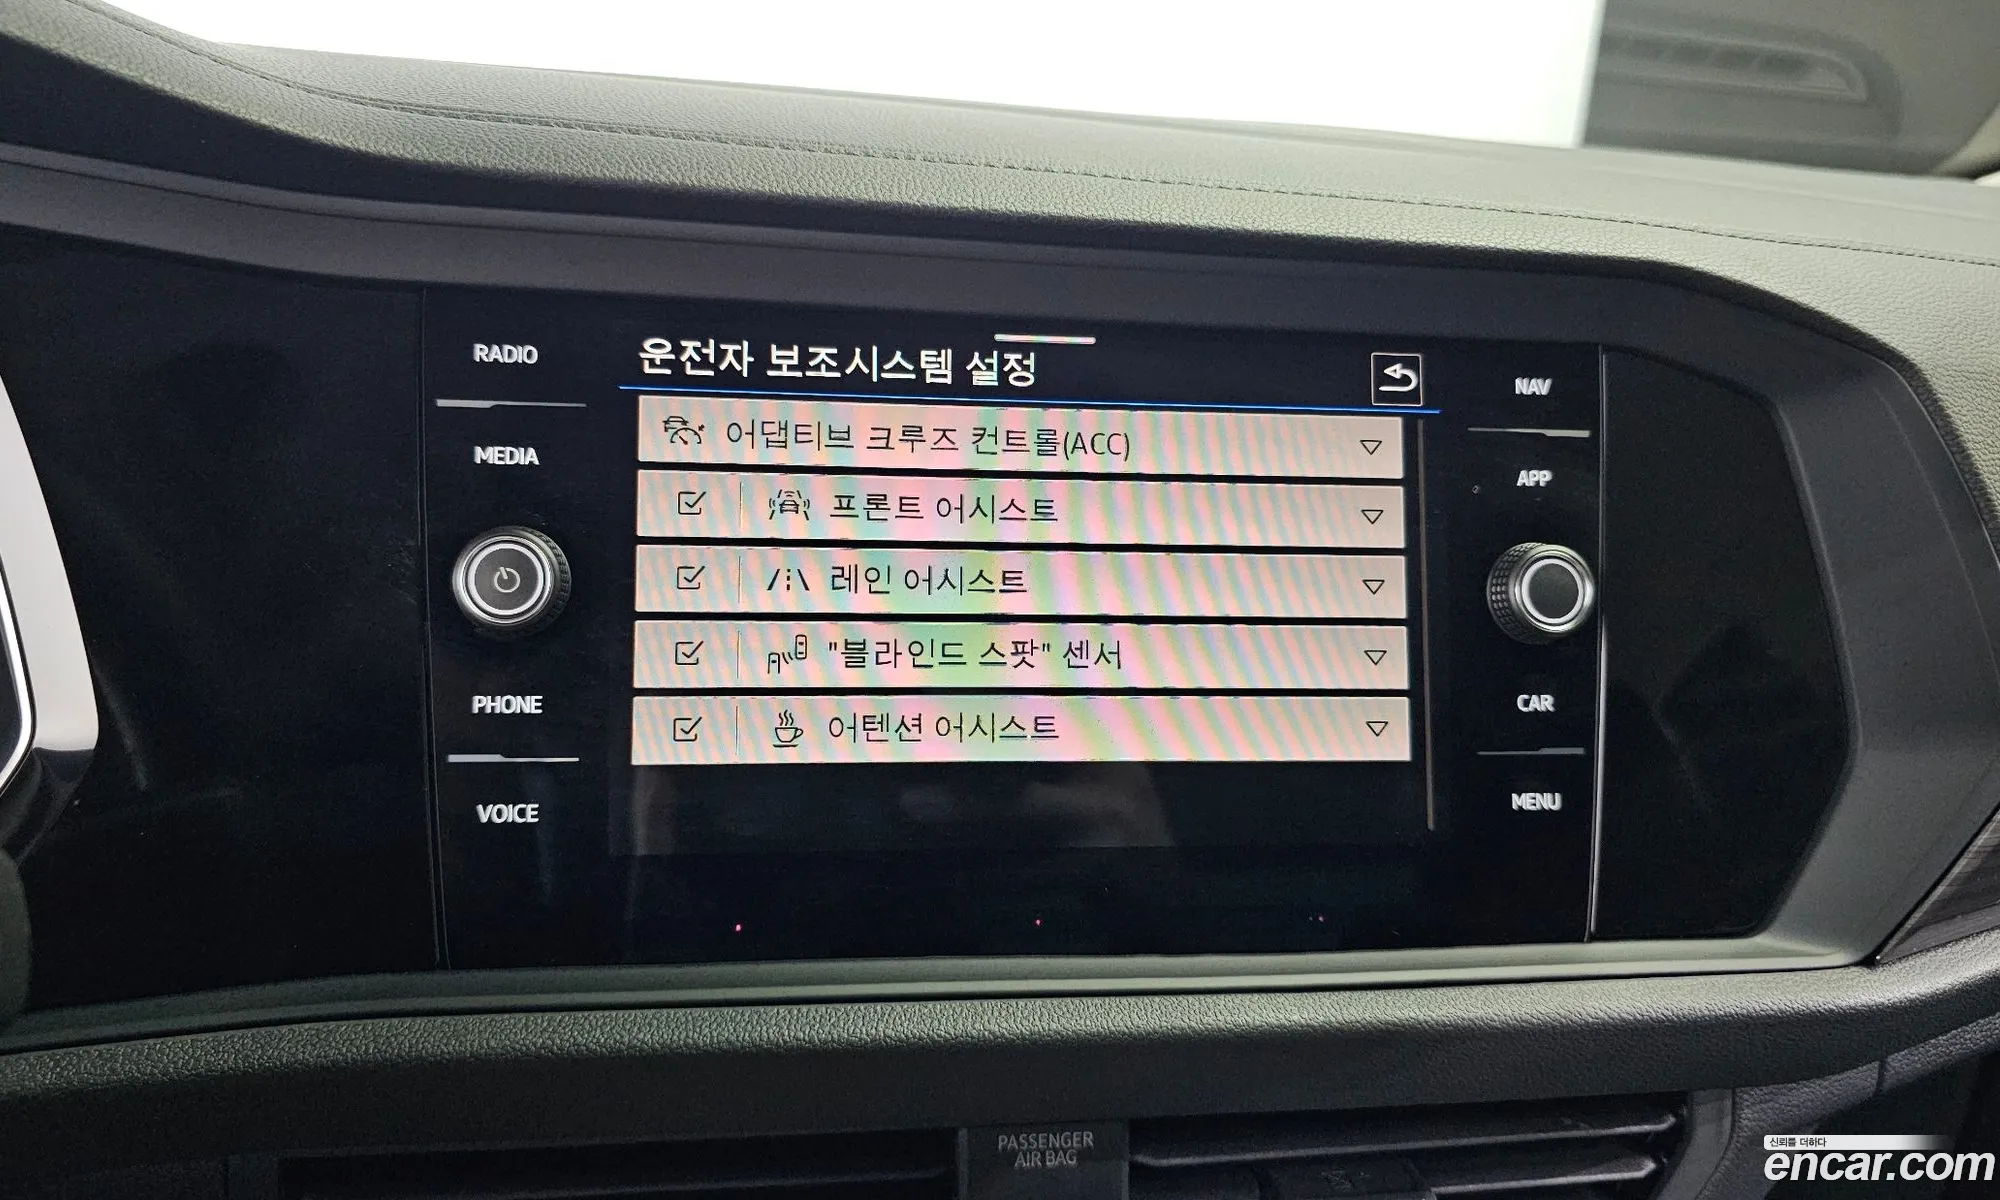 RADIO
MEDIA
PHONE
VOICE
운전자 보조시스템 설정
어댑티브 크루즈 컨트롤(ACC)
프론트 어시스트
레인 어시스트
"블라인드 스팟" 센서
어텐션 어시스트
NAV
APP
CAR
MENU
PASSENGER
AIR BAG
신뢰를 더하다
encar.com